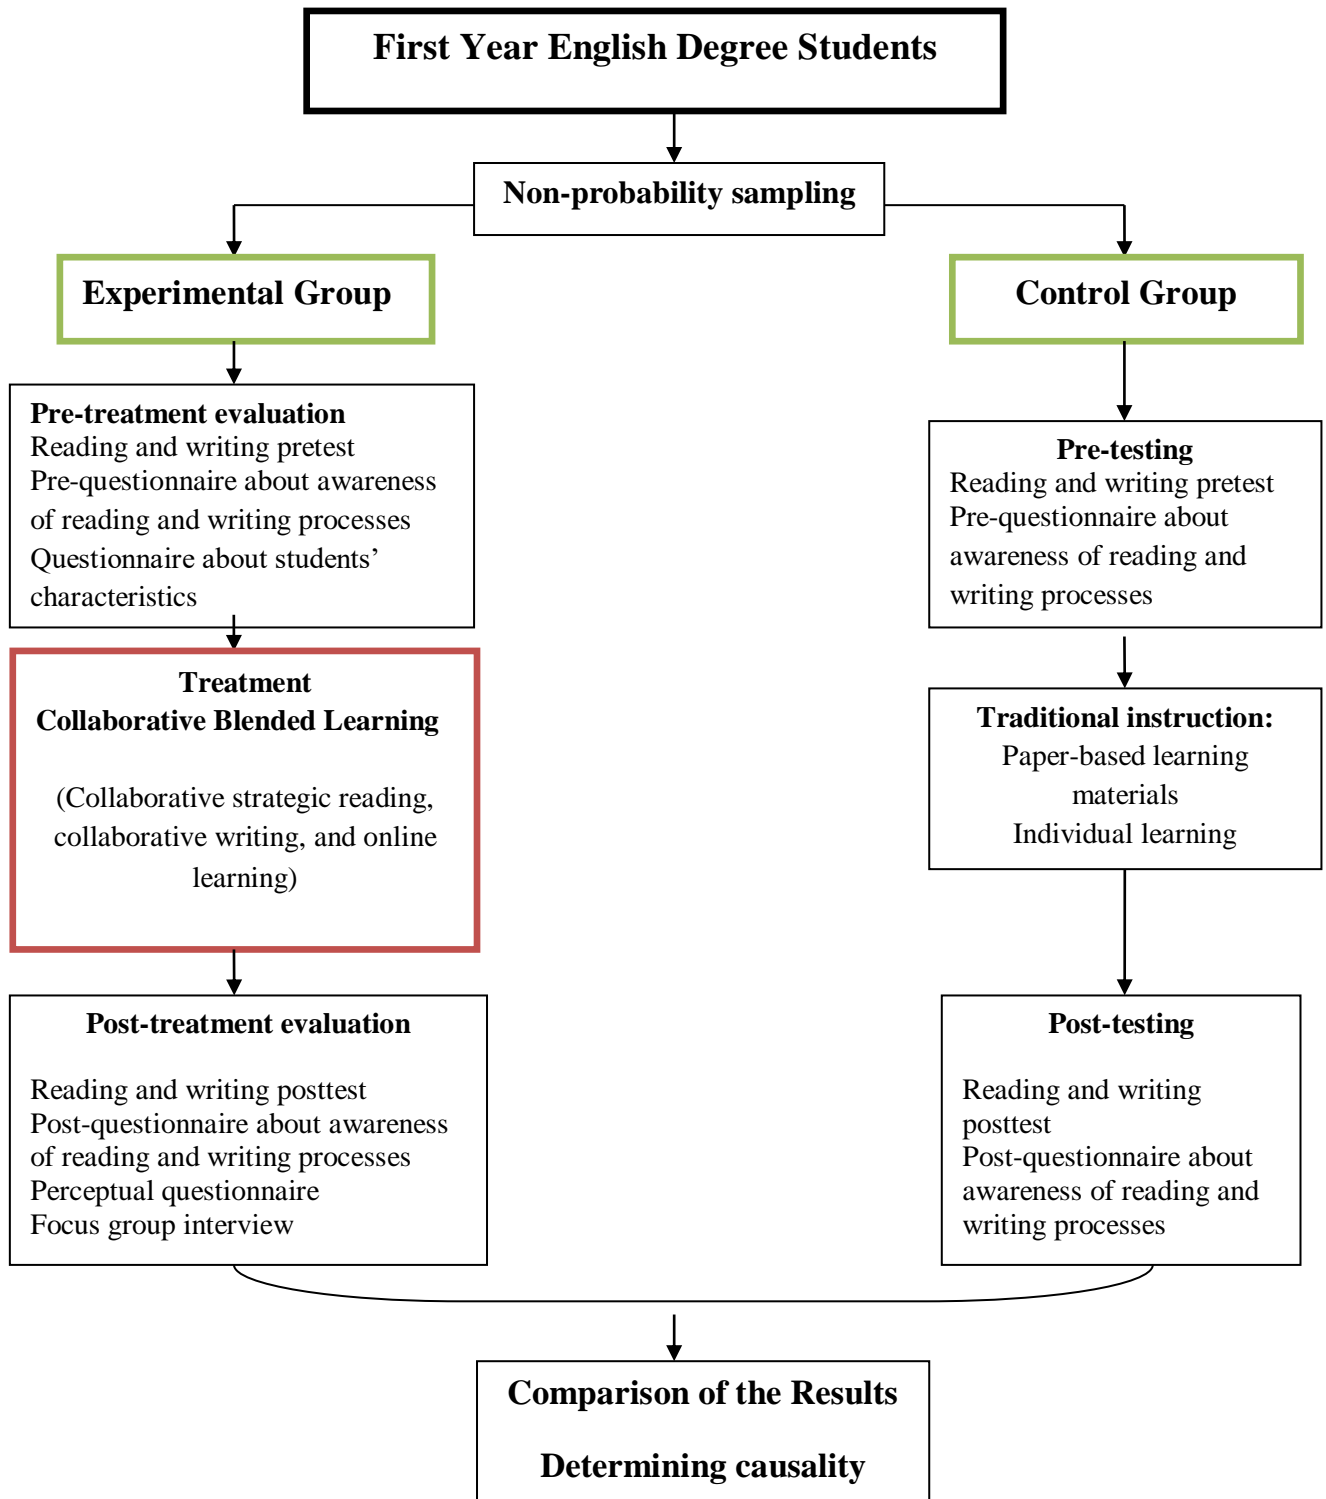 First Year English Degree Students
Non-probability sampling
Experimental Group
Control Group
Pre-treatment evaluation
Reading and writing pretest
Pre-questionnaire about awareness
of reading and writing processes
Questionnaire about students’
characteristics
Pre-testing
Reading and writing pretest
Pre-questionnaire about
awareness of reading and
writing processes
Treatment
Collaborative Blended Learning
(Collaborative strategic reading,
collaborative writing, and online
learning)
Traditional instruction:
Paper-based learning
materials
Individual learning
Post-treatment evaluation
Reading and writing posttest
Post-questionnaire about awareness
of reading and writing processes
Perceptual questionnaire
Focus group interview
Post-testing
Reading and writing
posttest
Post-questionnaire about
awareness of reading and
writing processes
Comparison of the Results
Determining causality